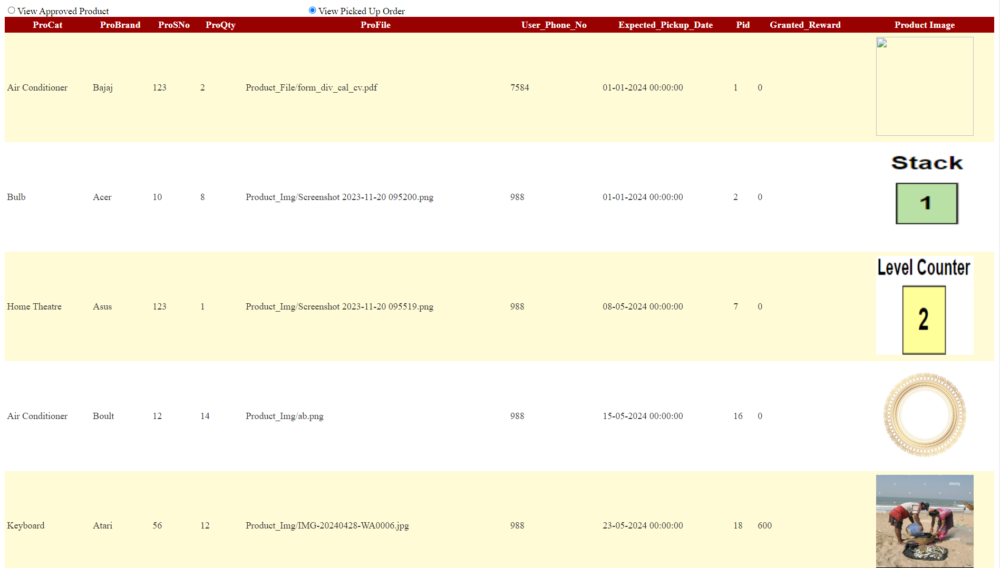 View Approved Product View Picked Up Order
ProCat ProBrand ProSNo ProQty ProFile User_Phone_No Expected_Pickup_Date Pid Granted_Reward Product Image
Air Conditioner Bajaj 123 2 Product_File/form_div_cal_cv.pdf 7584 01-01-2024 00:00:00 1 0
Stack
Bulb Acer 10 8 Product_Img/Screenshot 2023-11-20 095200.png 988 01-01-2024 00:00:00 2 0
1
Level Counter
Home Theatre Asus 123 1 Product_Img/Screenshot 2023-11-20 095519.png 988 08-05-2024 00:00:00 7 0
2
Air Conditioner Boult 12 14 Product_Img/ab.png 988 15-05-2024 00:00:00 16 0
Keyboard Atari 56 12 Product_Img/IMG-20240428-WA0006.jpg 988 23-05-2024 00:00:00 18 600